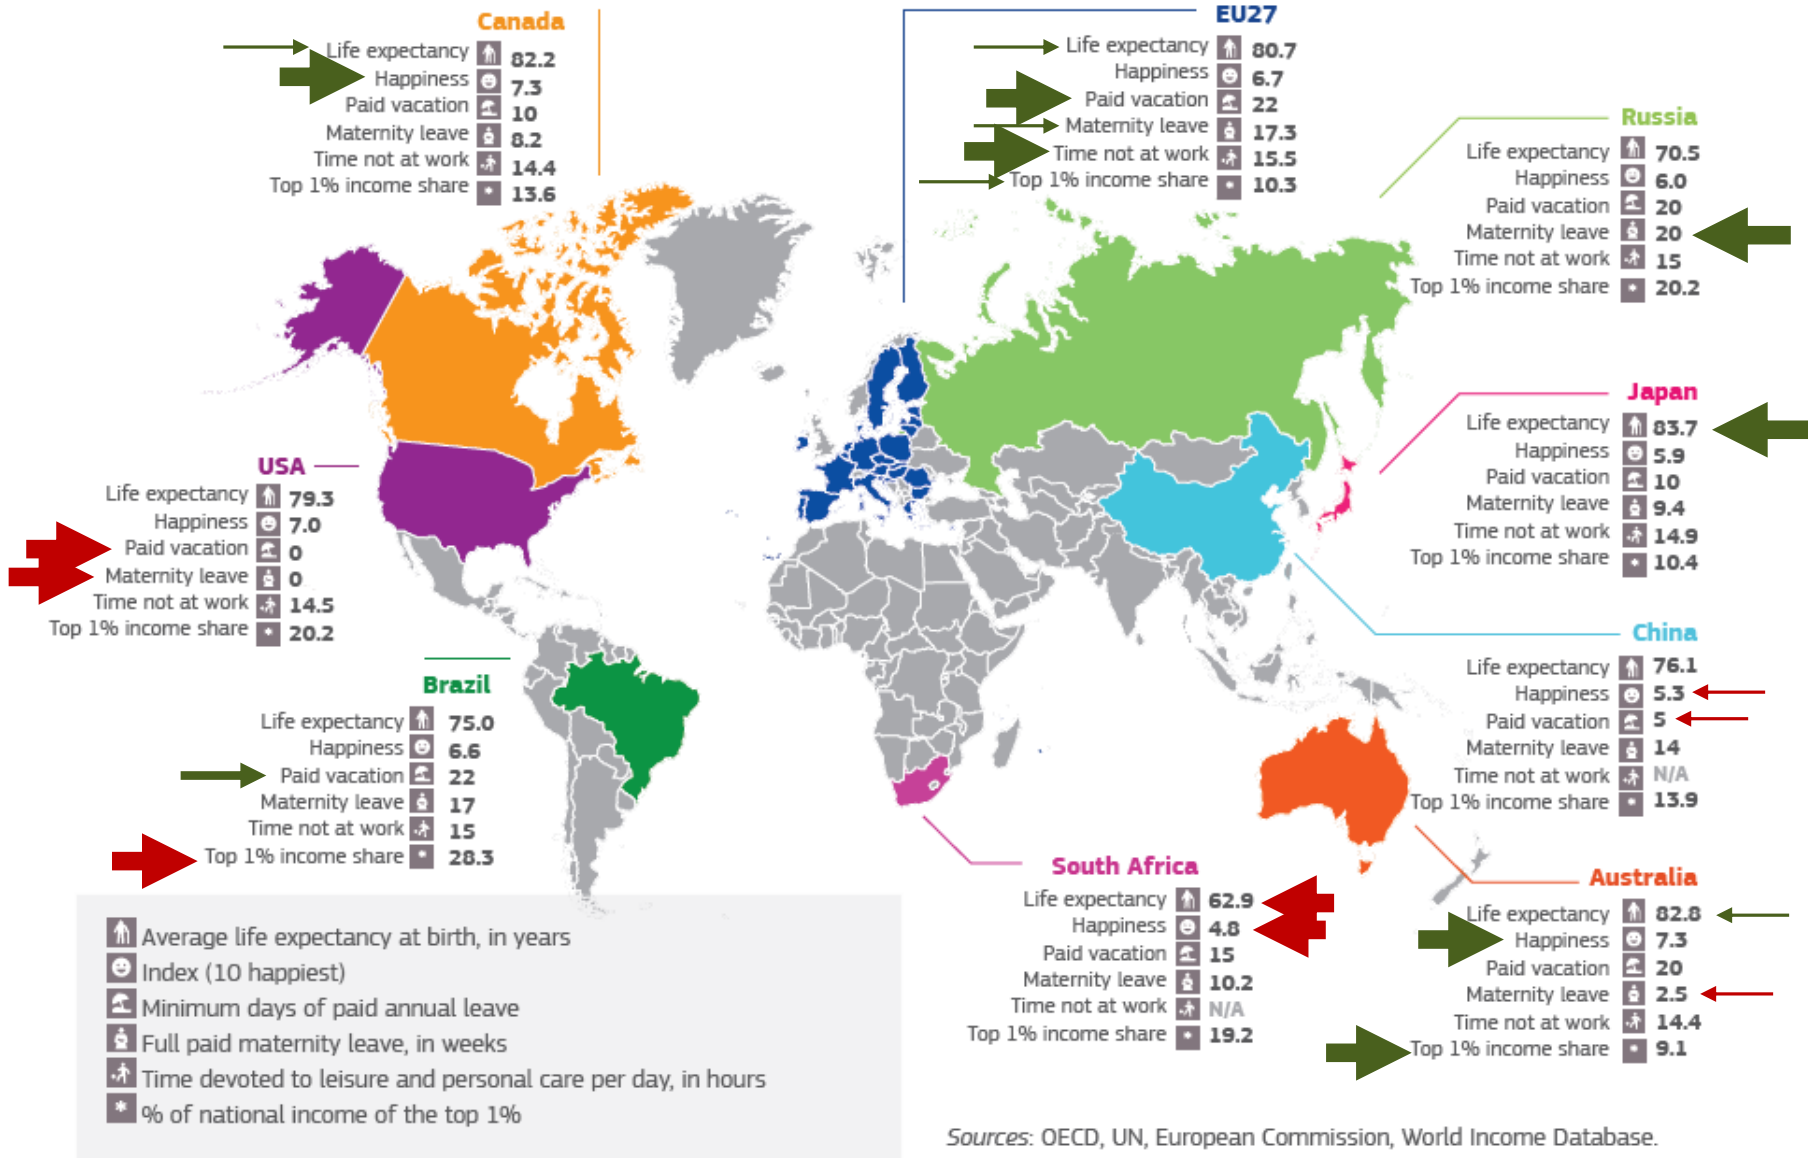 Canada
Life expectancy 82.2
Happiness 7.3
Paid vacation 10
Maternity leave 8.2
Time not at work 14.4
Top 1% income share * 13.6
EU27
Life expectancy 80.7
Happiness 6.7
Paid vacation 22
Maternity leave 17.3
Time not at work 15.5
Top 1% income share * 10.3
Russia
Life expectancy 70.5
Happiness 6.0
Paid vacation 20
Maternity leave 20
Time not at work 15
Top 1% income share * 20.2
USA
Life expectancy 79.3
Happiness 7.0
Paid vacation 0
Maternity leave 0
Time not at work 14.5
Top 1% income share * 20.2
Japan
Life expectancy 83.7
Happiness 5.9
Paid vacation 10
Maternity leave 9.4
Time not at work 14.9
Top 1% income share * 10.4
Brazil
Life expectancy 75.0
Happiness 6.6
Paid vacation 22
Maternity leave 17
Time not at work 15
Top 1% income share * 28.3
China
Life expectancy 76.1
Happiness 5.3
Paid vacation 5
Maternity leave 14
Time not at work N/A
Top 1% income share * 13.9
South Africa
Life expectancy 62.9
Happiness 4.8
Paid vacation 15
Maternity leave 10.2
Time not at work N/A
Top 1% income share * 19.2
Australia
Life expectancy 82.8
Happiness 7.3
Paid vacation 20
Maternity leave 2.5
Time not at work 14.4
Top 1% income share * 9.1
Average life expectancy at birth, in years
Index (10 happiest)
Minimum days of paid annual leave
Full paid maternity leave, in weeks
Time devoted to leisure and personal care per day, in hours
* % of national income of the top 1%
Sources: OECD, UN, European Commission, World Income Database.